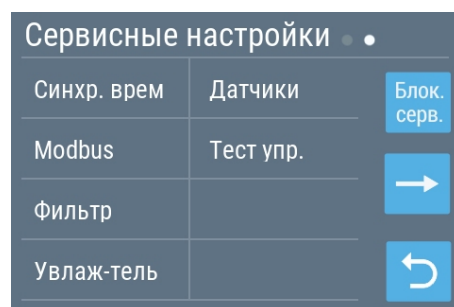 Сервисные настройки
Синхр. врем
Датчики
Блок. серв.
Modbus
Тест упр.
Фильтр
Увлаж-тель